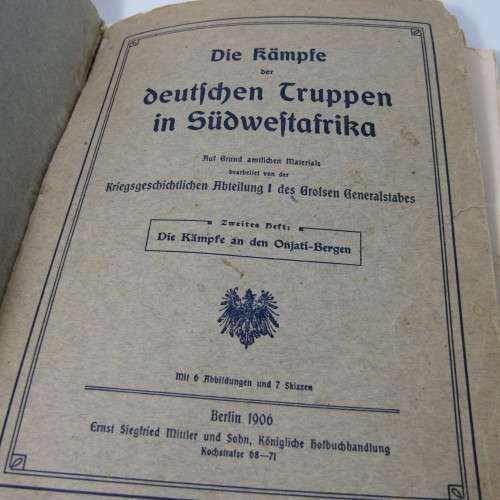 Die Kämpfe
der
deutſchen Truppen
in Südweſtafrika
Auf Grund amtlichen Materials
bearbeitet von der
Kriegsgeschichtlichen Abteilung I des Großen Generalstabes
Zweites Heft:
Die Kämpfe an den Onjati-Bergen
Mit 6 Abbildungen und 7 Skizzen
Berlin 1906
Ernst Siegfried Mittler und Sohn, Königliche Hofbuchhandlung
Kochstraße 68—71